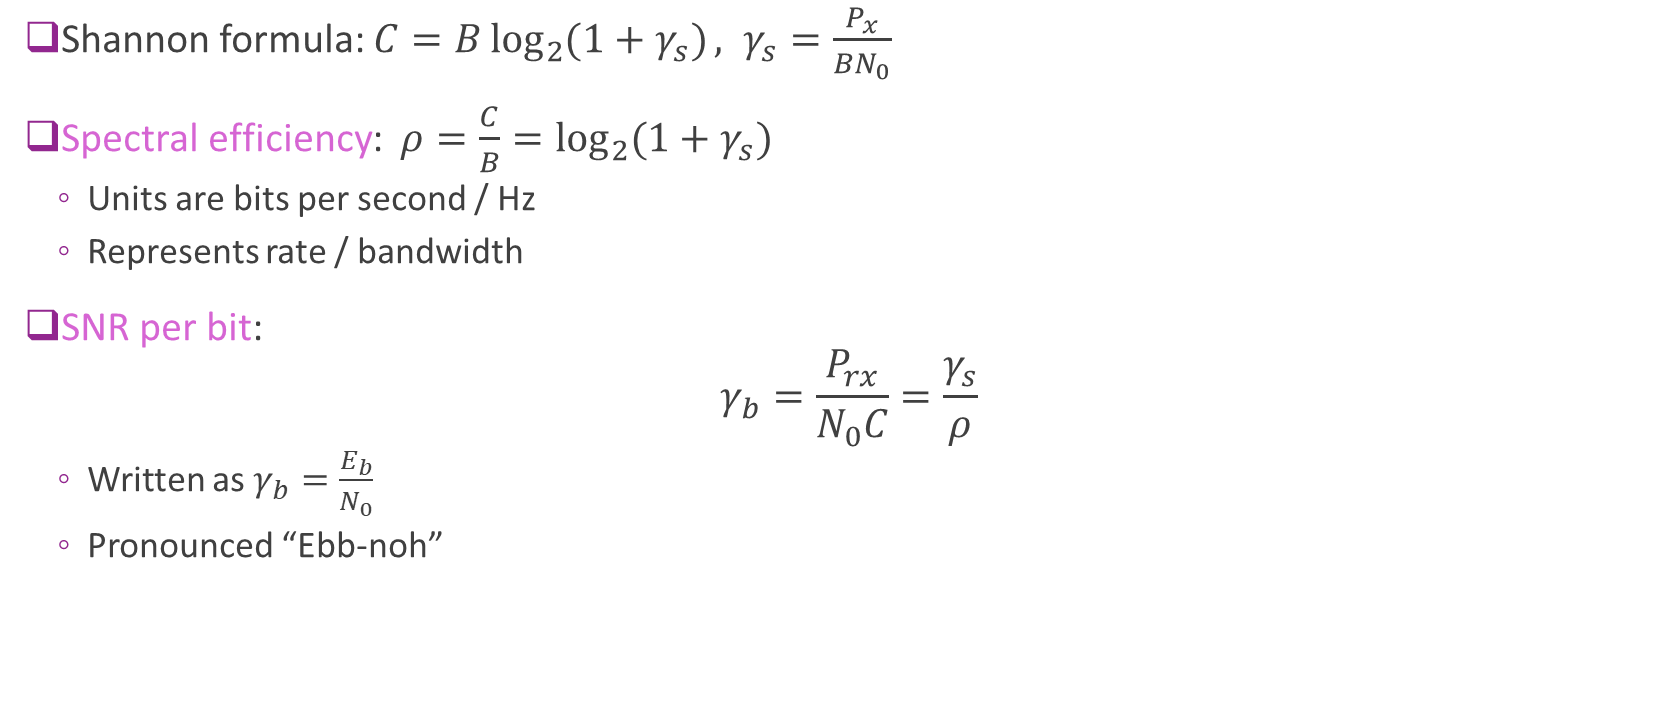 ❑Shannon formula: C = B log₂(1 + γₛ), γₛ = Pₓ/(BN₀)
❑Spectral efficiency: ρ = C/B = log₂(1 + γₛ)
◦ Units are bits per second / Hz
◦ Represents rate / bandwidth
❑SNR per bit:
γ_b = P_rx/(N₀C) = γₛ/ρ
◦ Written as γ_b = E_b/N₀
◦ Pronounced “Ebb-noh”